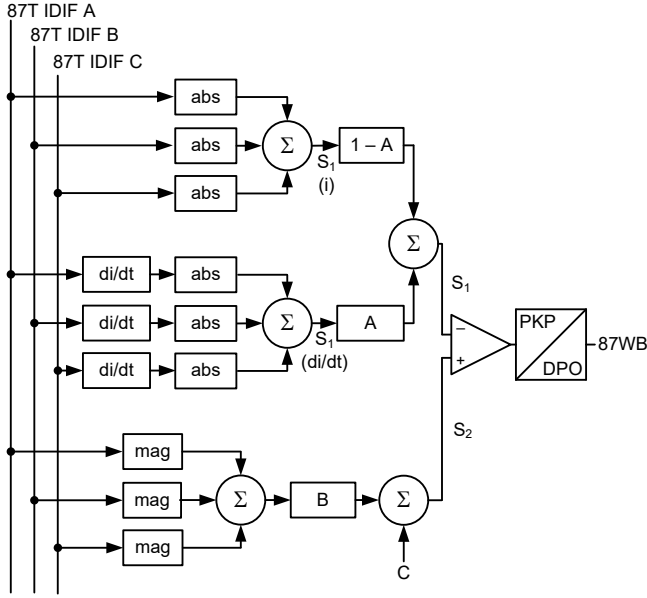 87T IDIF A
87T IDIF B
87T IDIF C
abs
abs
abs
Σ
S1
(i)
1 – A
Σ
di/dt
abs
di/dt
abs
di/dt
abs
Σ
S1
(di/dt)
A
S1
–
+
PKP
DPO
87WB
S2
mag
mag
mag
Σ
B
Σ
C